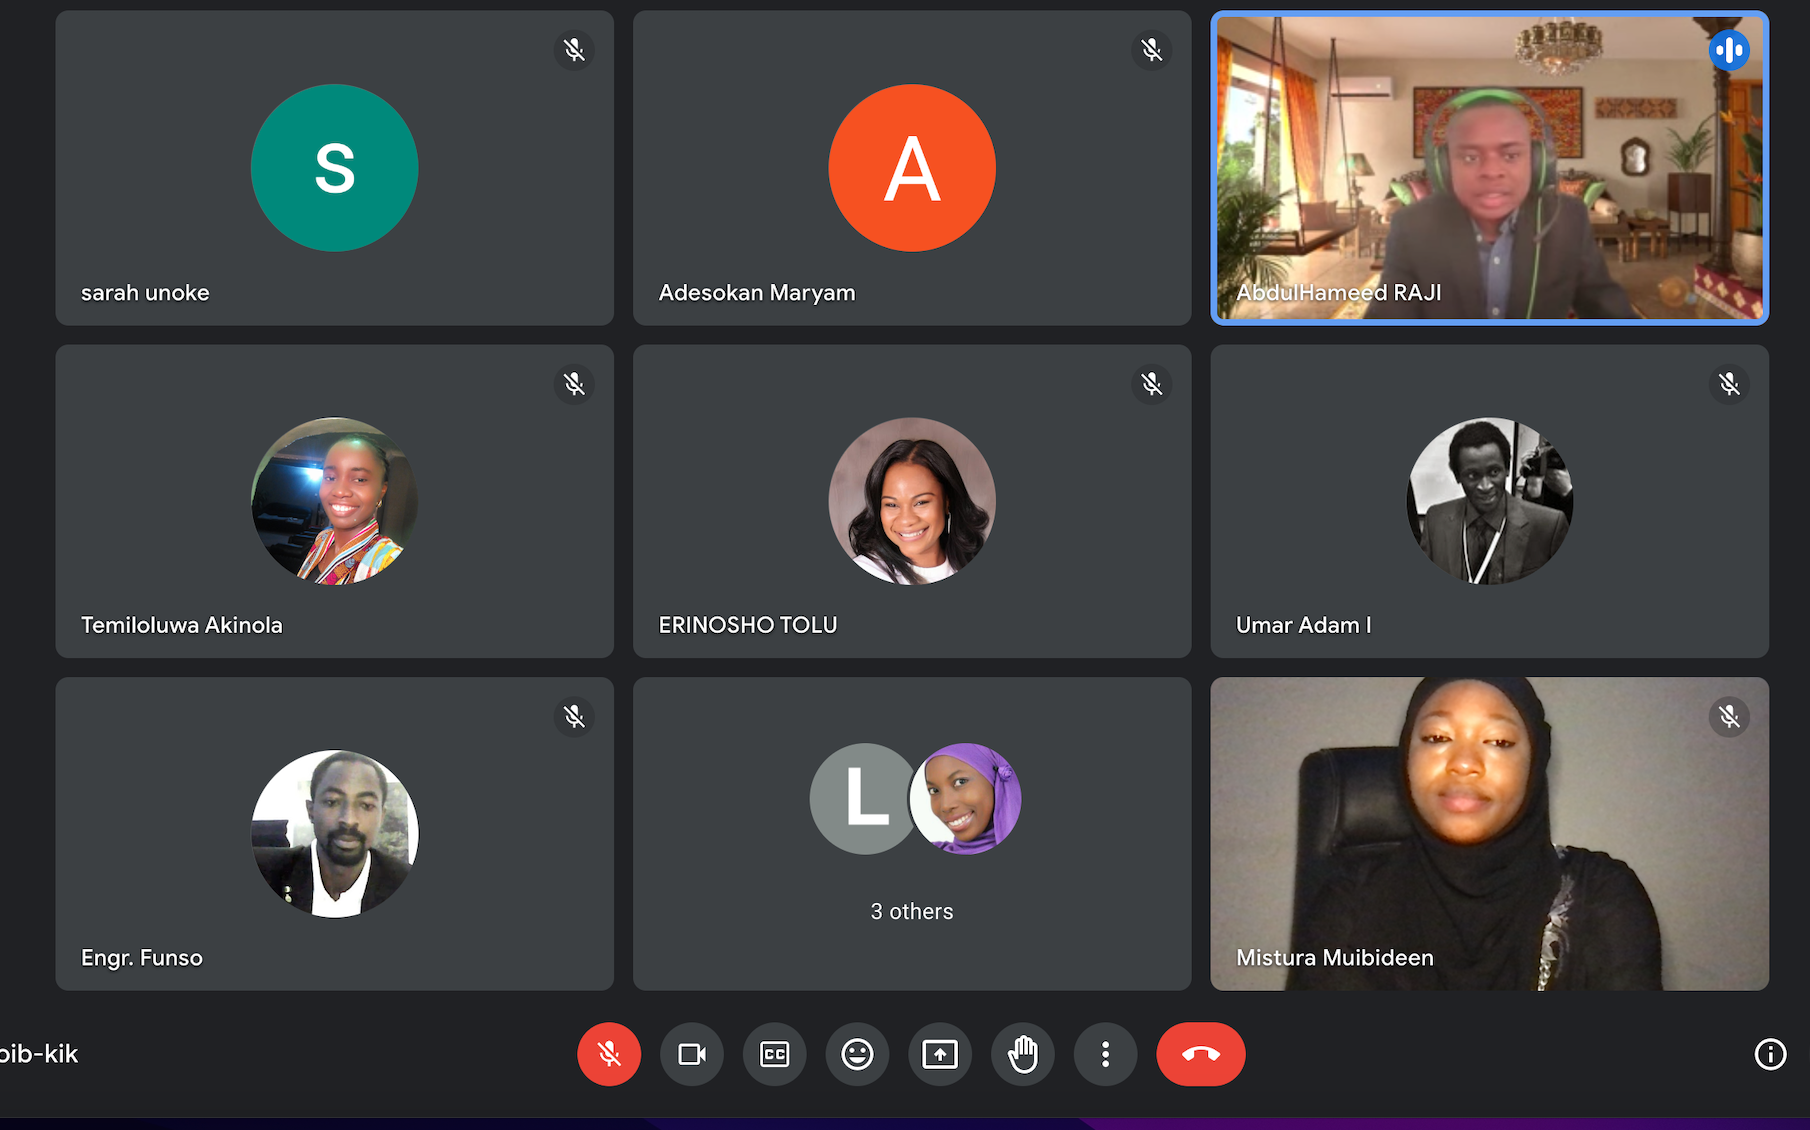 s
A
sarah unoke
Adesokan Maryam
AbdulHameed RAJI
Temiloluwa Akinola
ERINOSHO TOLU
Umar Adam I
L
3 others
Engr. Funso
Mistura Muibideen
bib-kik
CC